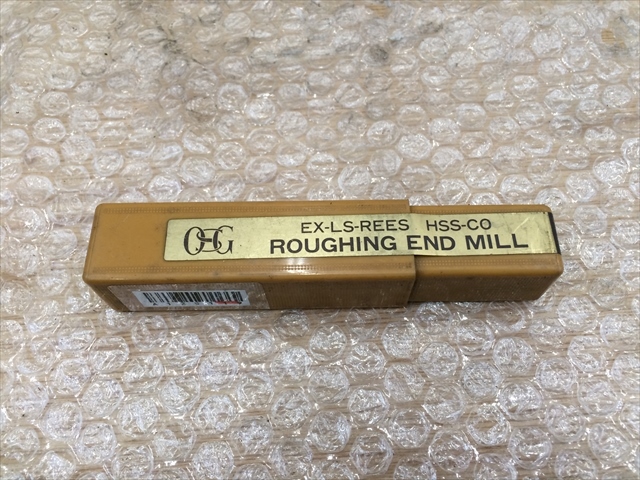 OSG
EX-LS-REES HSS-CO
ROUGHING END MILL